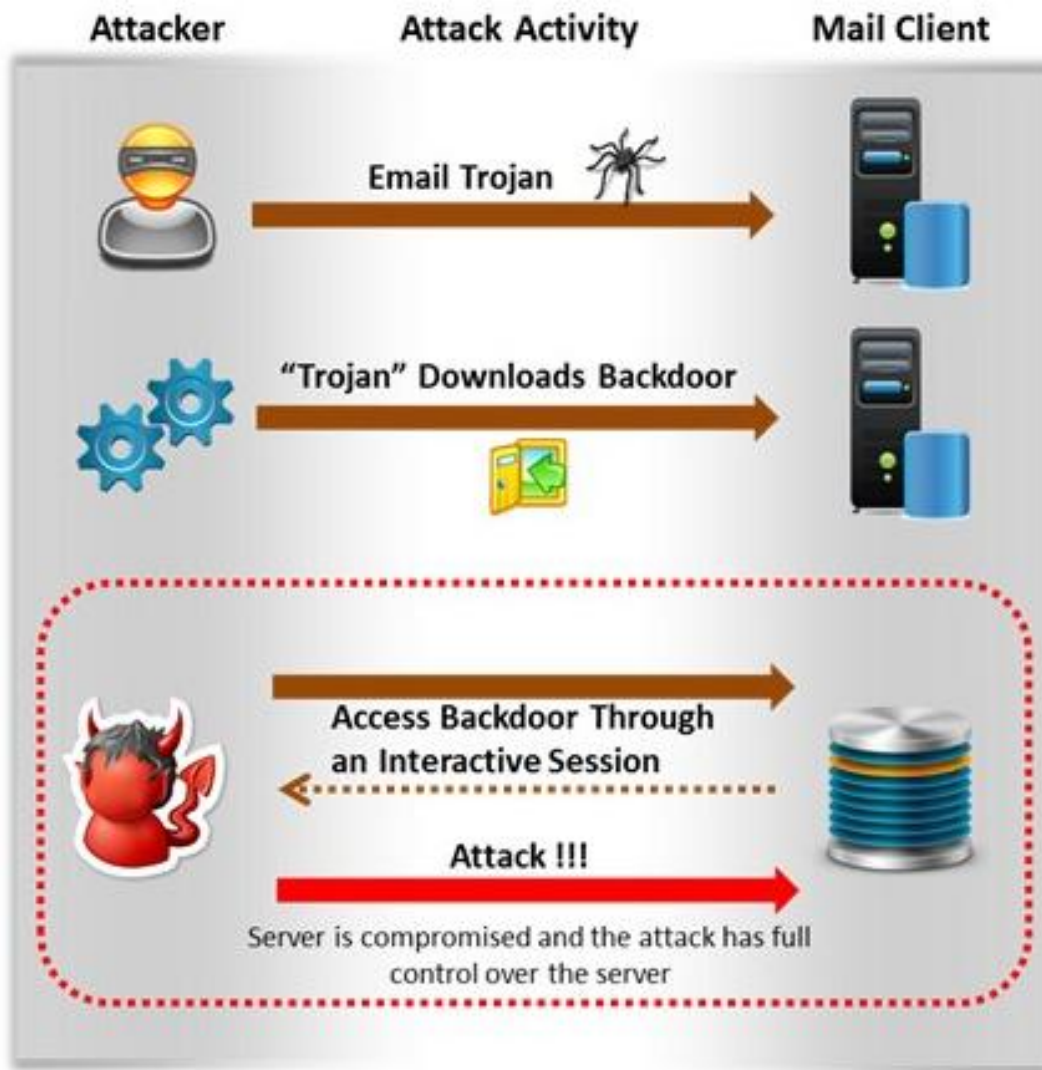 Attacker Attack Activity Mail Client
Email Trojan
“Trojan” Downloads Backdoor
Access Backdoor Through
an Interactive Session
Attack !!!
Server is compromised and the attack has full
control over the server